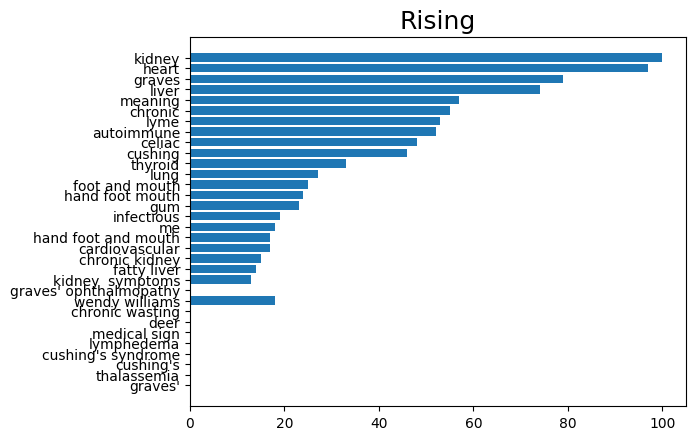 Rising
kidney
heart
graves
liver
meaning
chronic
lyme
autoimmune
celiac
cushing
thyroid
lung
foot and mouth
hand foot mouth
gum
infectious
me
hand foot and mouth
cardiovascular
chronic kidney
fatty liver
kidney  symptoms
graves' ophthalmopathy
wendy williams
chronic wasting
deer
medical sign
lymphedema
cushing's syndrome
cushing's
thalassemia
graves'
0 20 40 60 80 100